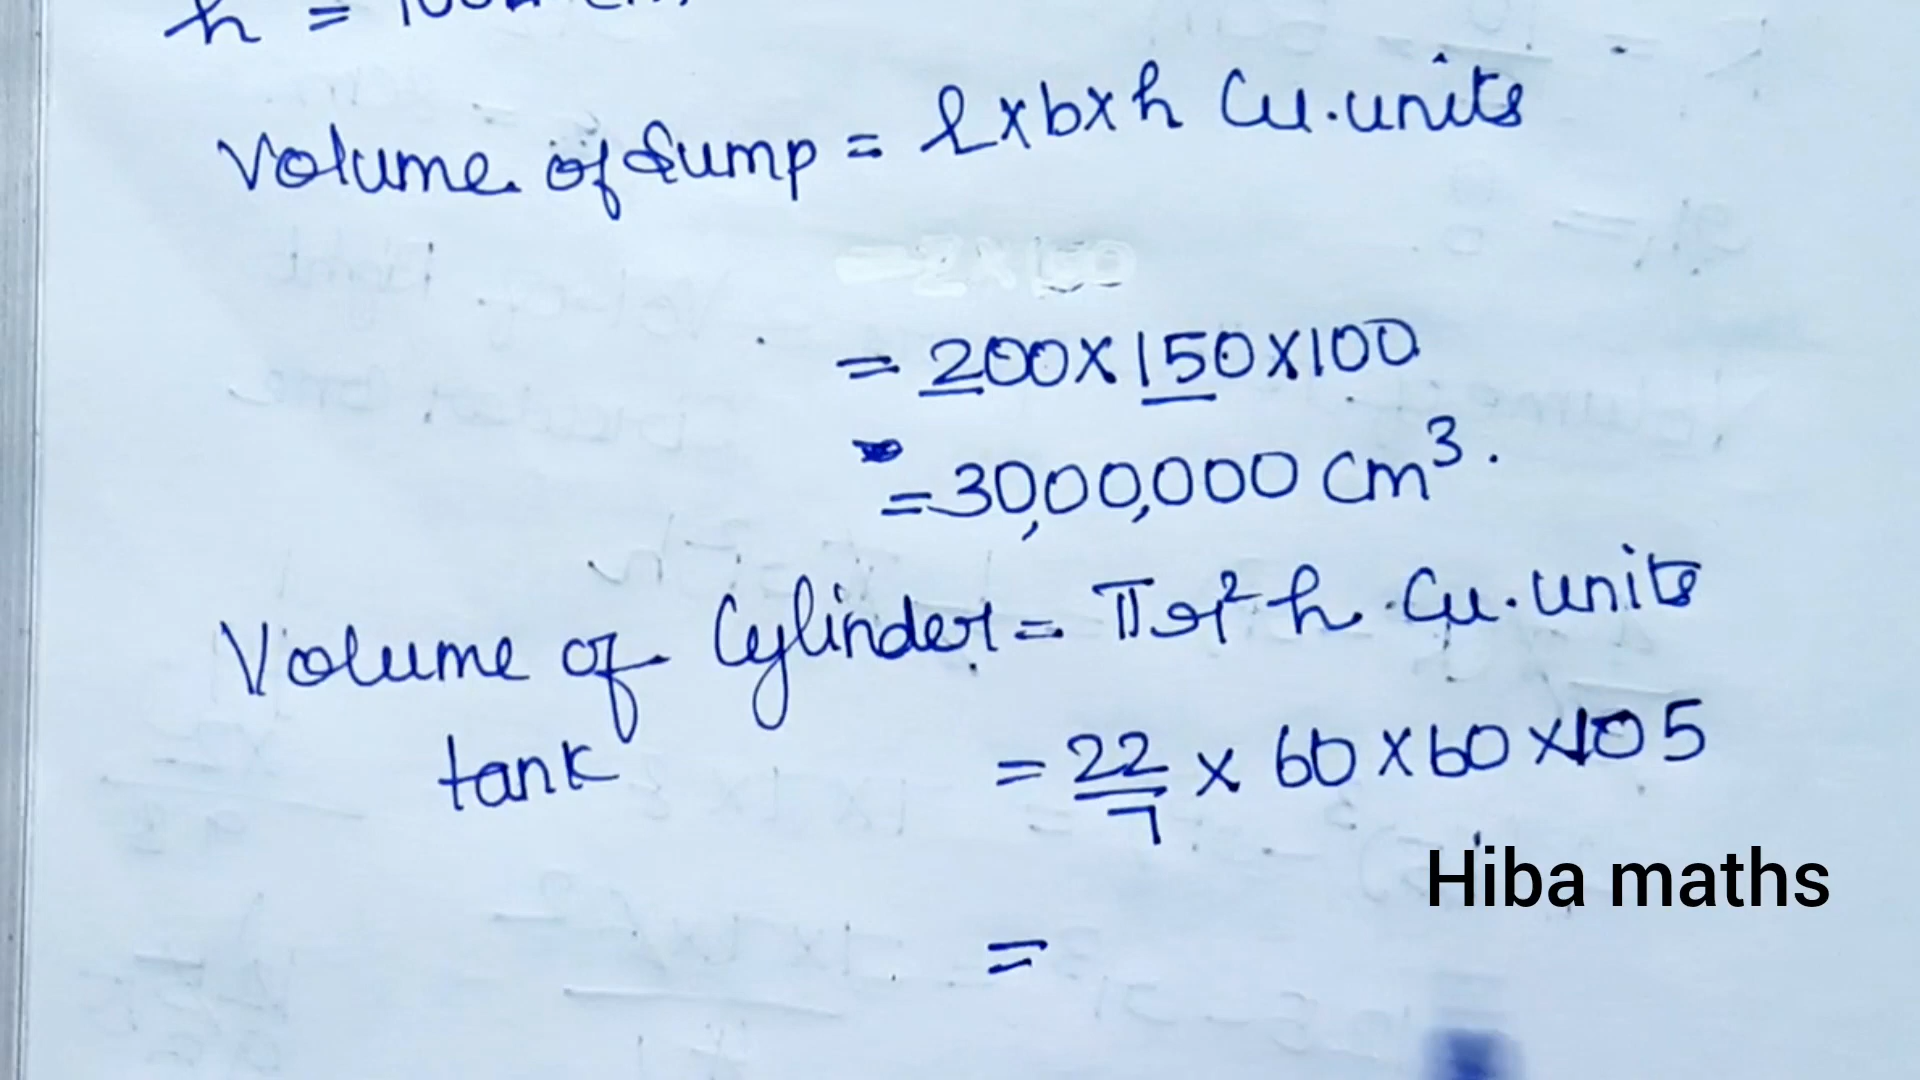 h = 100
Volume of Sump = l×b×h Cu.units
= 200×150×100
= 30,00,000 cm³.
Volume of Cylinder = πr²h Cu.units
tank
= 22/7 × 60×60×105
Hiba maths
=